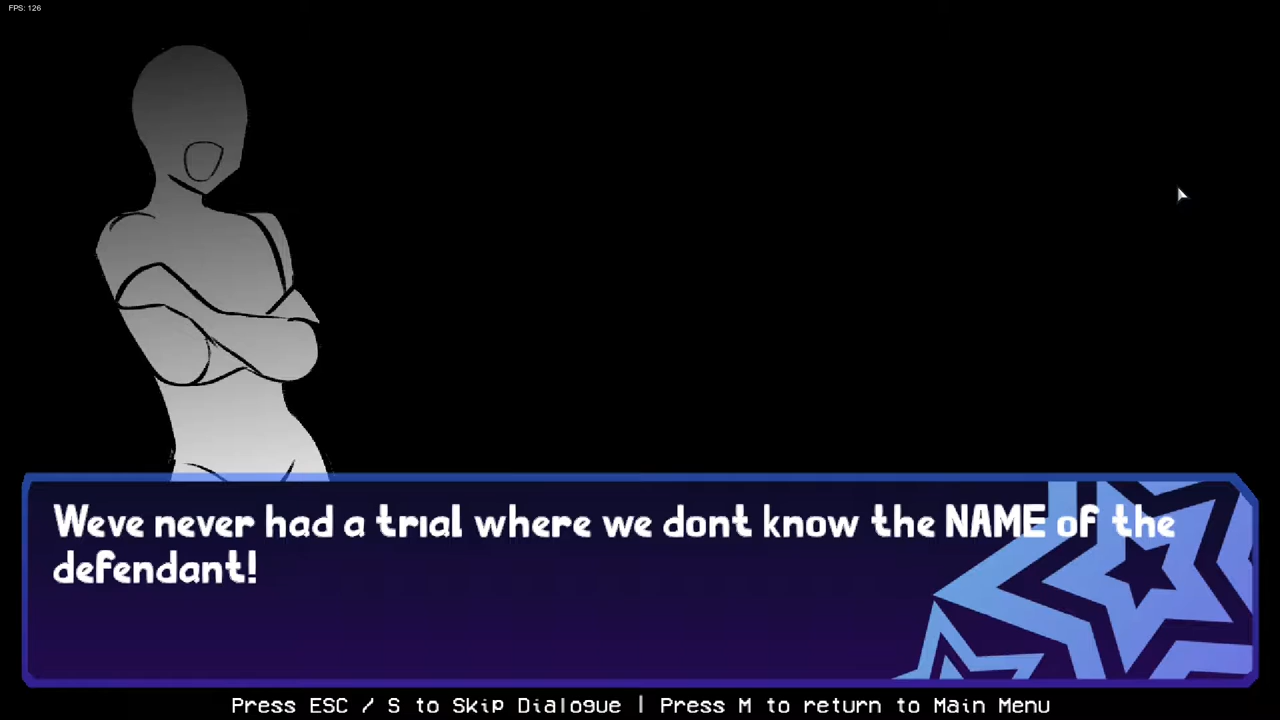 FPS: 126
Weve never had a trial where we dont know the NAME of the
defendant!
Press ESC / S to Skip Dialogue | Press M to return to Main Menu